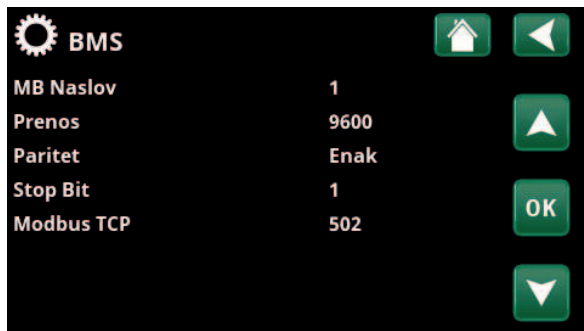 BMS
MB Naslov 1
Prenos 9600
Paritet Enak
Stop Bit 1
OK
Modbus TCP 502